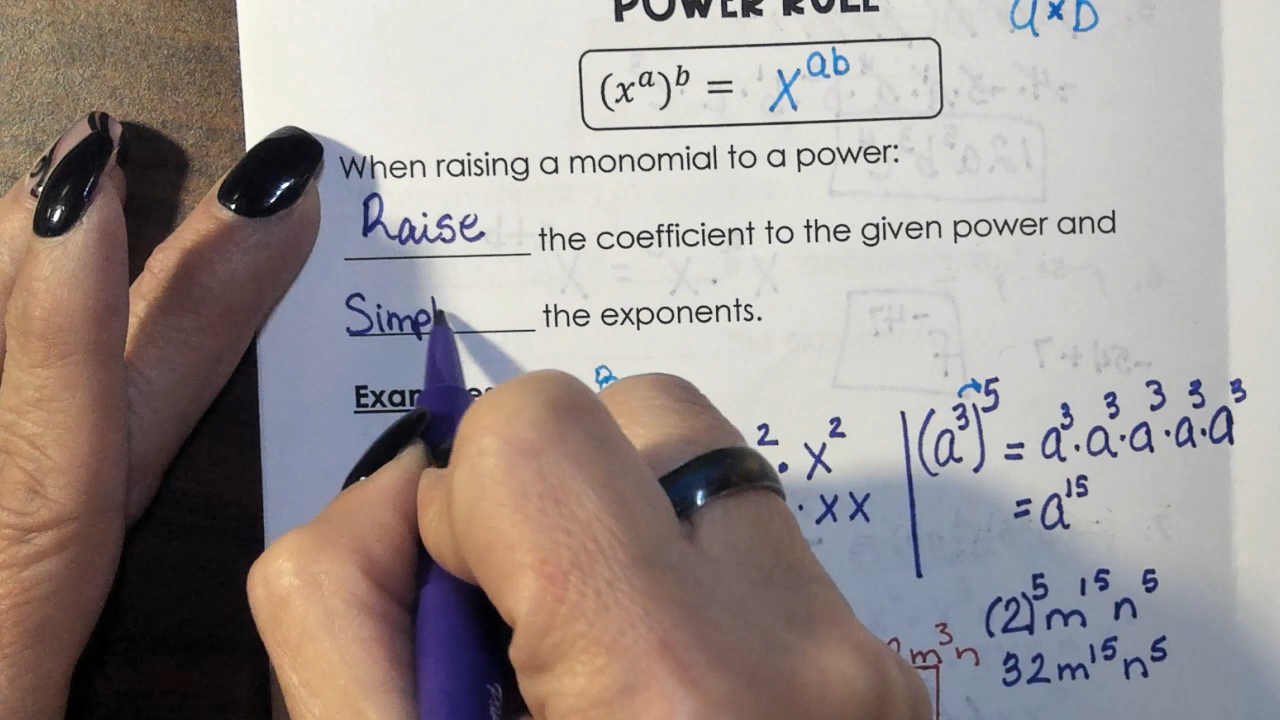 POWER RULE
a×b
(x^a)^b = x^ab
When raising a monomial to a power:
Raise the coefficient to the given power and
Simpl the exponents.
Exam
2 · x^2
· x x
(a^3)^5 = a^3 · a^3 · a^3 · a^3 · a^3
= a^15
m^3 n
(2)^5 m^15 n^5
32m^15 n^5